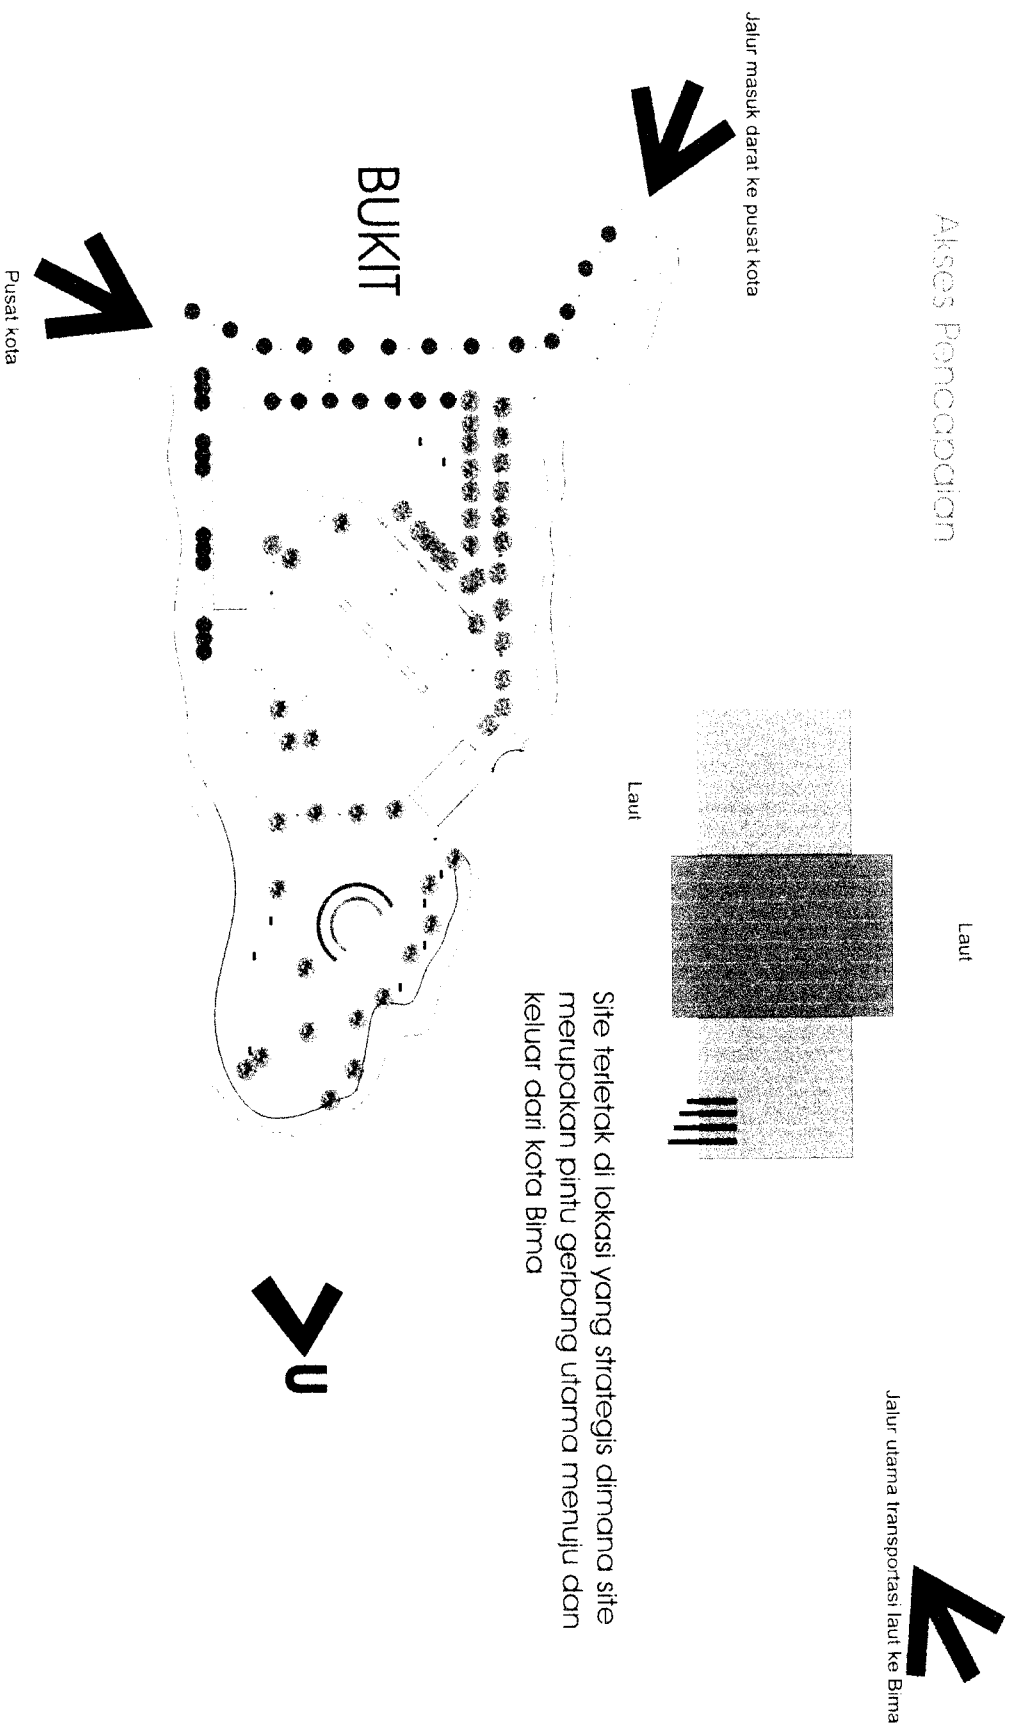 Akses Pencapaian
Jalur masuk darat ke pusat kota
Laut
Jalur utama transportasi laut ke Bima
Laut
Site terletak di lokasi yang strategis dimana site
merupakan pintu gerbang utama menuju dan
keluar dari kota Bima
BUKIT
U
Pusat kota